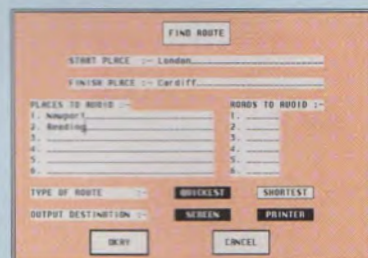 FIND ROUTE
START PLACE :- London
FINISH PLACE :- Cardiff
PLACES TO AVOID :-
ROADS TO AVOID :-
1. Newport
1.
2. Reading
2.
3.
3.
4.
4.
5.
5.
6.
6.
TYPE OF ROUTE :- QUICKEST SHORTEST
OUTPUT DESTINATION :- SCREEN PRINTER
OKAY CANCEL